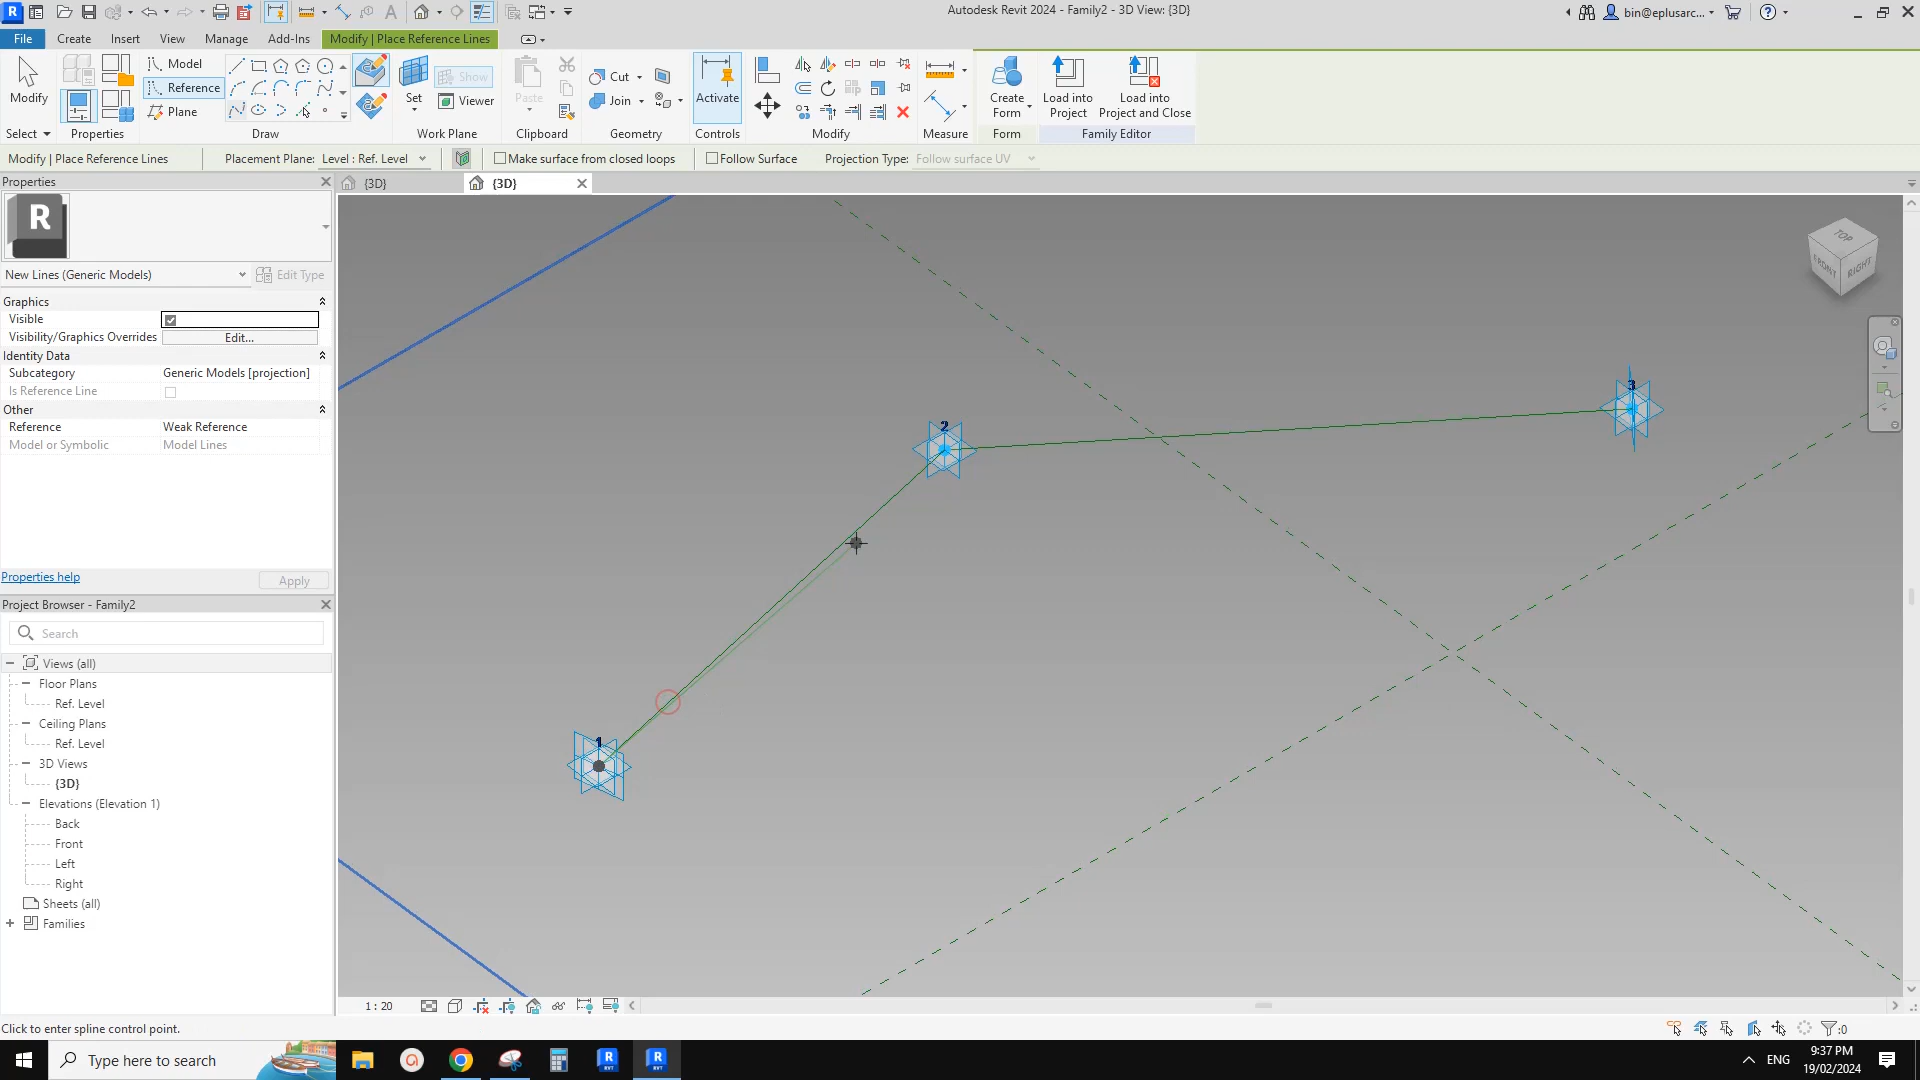 Autodesk Revit 2024 - Family2 - 3D View: {3D}
bin@eplusarc...
File
Create
Insert
View
Manage
Add-Ins
Modify | Place Reference Lines
Modify
Model
Reference
Plane
Set
Show
Viewer
Paste
Cut
Join
Activate
Create
Form
Load into
Project
Load into
Project and Close
Select
Properties
Draw
Work Plane
Clipboard
Geometry
Controls
Modify
Measure
Form
Family Editor
Modify | Place Reference Lines
Placement Plane: Level : Ref. Level
Make surface from closed loops
Follow Surface
Projection Type: Follow surface UV
Properties
{3D}
{3D}
R
New Lines (Generic Models)
Edit Type
Graphics
Visible
Visibility/Graphics Overrides
Edit...
Identity Data
Subcategory
Generic Models [projection]
Is Reference Line
Other
Reference
Weak Reference
Model or Symbolic
Model Lines
Properties help
Apply
Project Browser - Family2
Search
Views (all)
Floor Plans
Ref. Level
Ceiling Plans
Ref. Level
3D Views
{3D}
Elevations (Elevation 1)
Back
Front
Left
Right
Sheets (all)
Families
1
2
3
TOP
FRONT
RIGHT
1 : 20
Click to enter spline control point.
:0
Type here to search
ENG
9:37 PM
19/02/2024